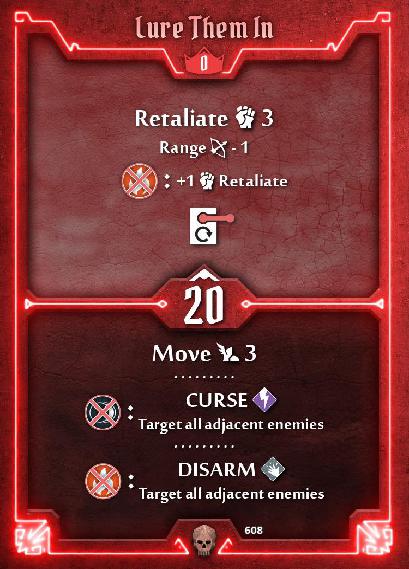 Lure Them In
0
Retaliate 3
Range - 1
: +1 Retaliate
20
Move 3
: CURSE
Target all adjacent enemies
: DISARM
Target all adjacent enemies
608